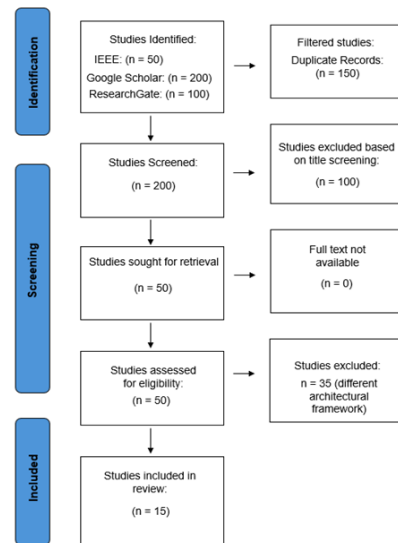 Identification
Studies Identified:
IEEE: (n = 50)
Google Scholar: (n = 200)
ResearchGate: (n = 100)
Filtered studies:
Duplicate Records:
(n = 150)
Screening
Studies Screened:
(n = 200)
Studies excluded based
on title screening:
(n = 100)
Studies sought for retrieval
(n = 50)
Full text not
available
(n = 0)
Studies assessed
for eligibility:
(n = 50)
Studies excluded:
n = 35 (different
architectural
framework)
Included
Studies included in
review:
(n = 15)